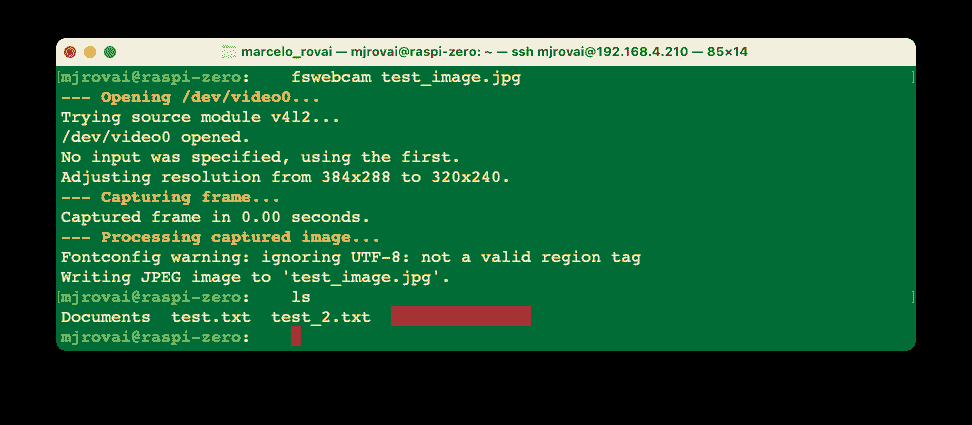 marcelo_rovai — mjrovai@raspi-zero: ~ — ssh mjrovai@192.168.4.210 — 85×14
mjrovai@raspi-zero: fswebcam test_image.jpg
--- Opening /dev/video0...
Trying source module v4l2...
/dev/video0 opened.
No input was specified, using the first.
Adjusting resolution from 384x288 to 320x240.
--- Capturing frame...
Captured frame in 0.00 seconds.
--- Processing captured image...
Fontconfig warning: ignoring UTF-8: not a valid region tag
Writing JPEG image to 'test_image.jpg'.
mjrovai@raspi-zero: ls
Documents test.txt test_2.txt
mjrovai@raspi-zero: